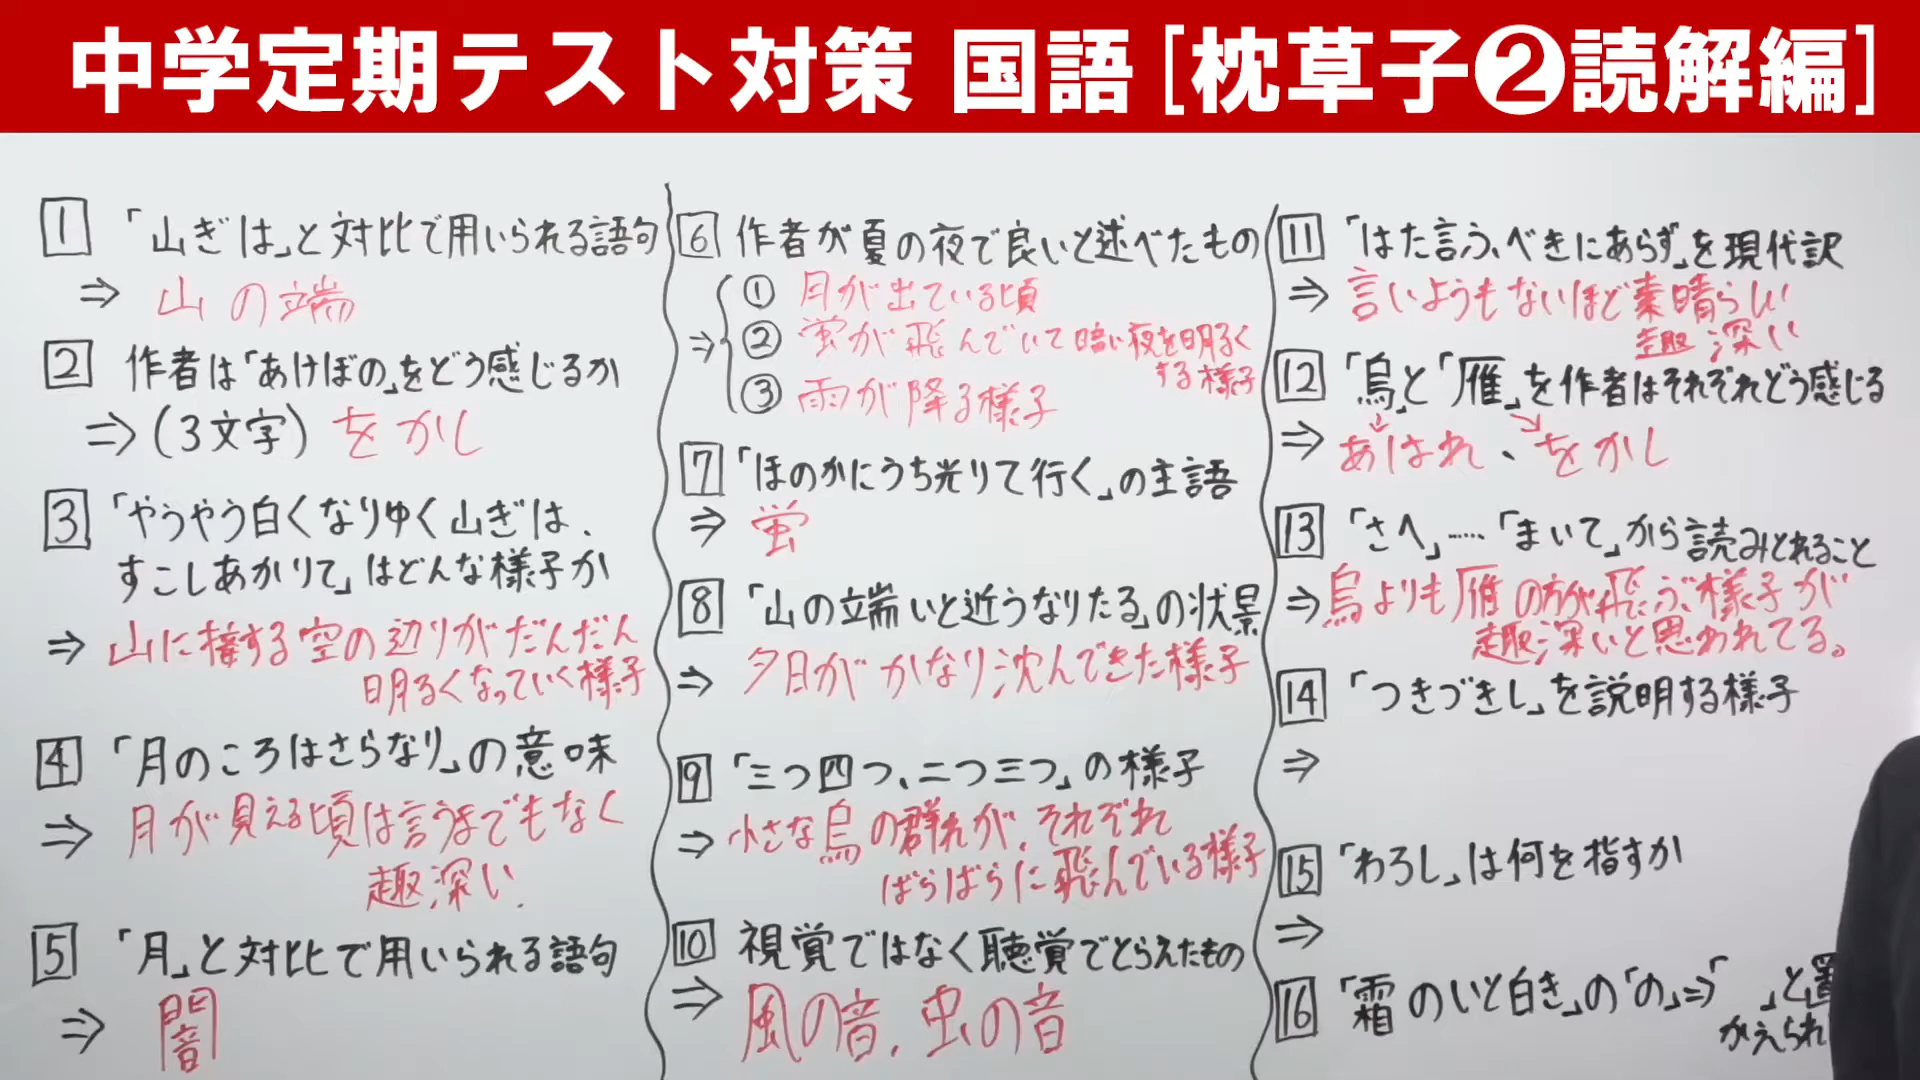 中学定期テスト対策 国語[枕草子❷読解編]
1 「山ぎは」と対比で用いられる語句
⇒ 山の端
2 作者は「あけぼの」をどう感じるか
⇒(3文字) をかし
3 「やうやう白くなりゆく山ぎは、
すこしあかりて」はどんな様子か
⇒ 山に接する空の辺りがだんだん
明るくなっていく様子
4 「月のころはさらなり」の意味
⇒ 月が見える頃は言うまでもなく
趣深い。
5 「月」と対比で用いられる語句
⇒ 闇
6 作者が夏の夜で良いと述べたもの
⇒ ① 月が出ている頃
② 蛍が飛んでいて暗い夜を明るく
する様子
③ 雨が降る様子
7 「ほのかにうち光りて行く」の主語
⇒ 蛍
8 「山の端いと近うなりたる」の状景
⇒ 夕日がかなり沈んできた様子
9 「三つ四つ、二つ三つ」の様子
⇒ 小さな烏の群れが、それぞれ
ばらばらに飛んでいる様子
10 視覚ではなく聴覚でとらえたもの
⇒ 風の音、虫の音
11 「はた言ふべきにあらず」を現代訳
⇒ 言いようもないほど素晴らしい
趣深い
12 「烏」と「雁」を作者はそれぞれどう感じる
⇒ あはれ、をかし
13 「さへ」……「まいて」から読みとれること
⇒ 烏よりも雁の方が飛ぶ様子が
趣深いと思われてる。
14 「つきづきし」を説明する様子
⇒
15 「わろし」は何を指すか
⇒
16 「霜のいと白き」の「の」⇒「 」と置
かえられ